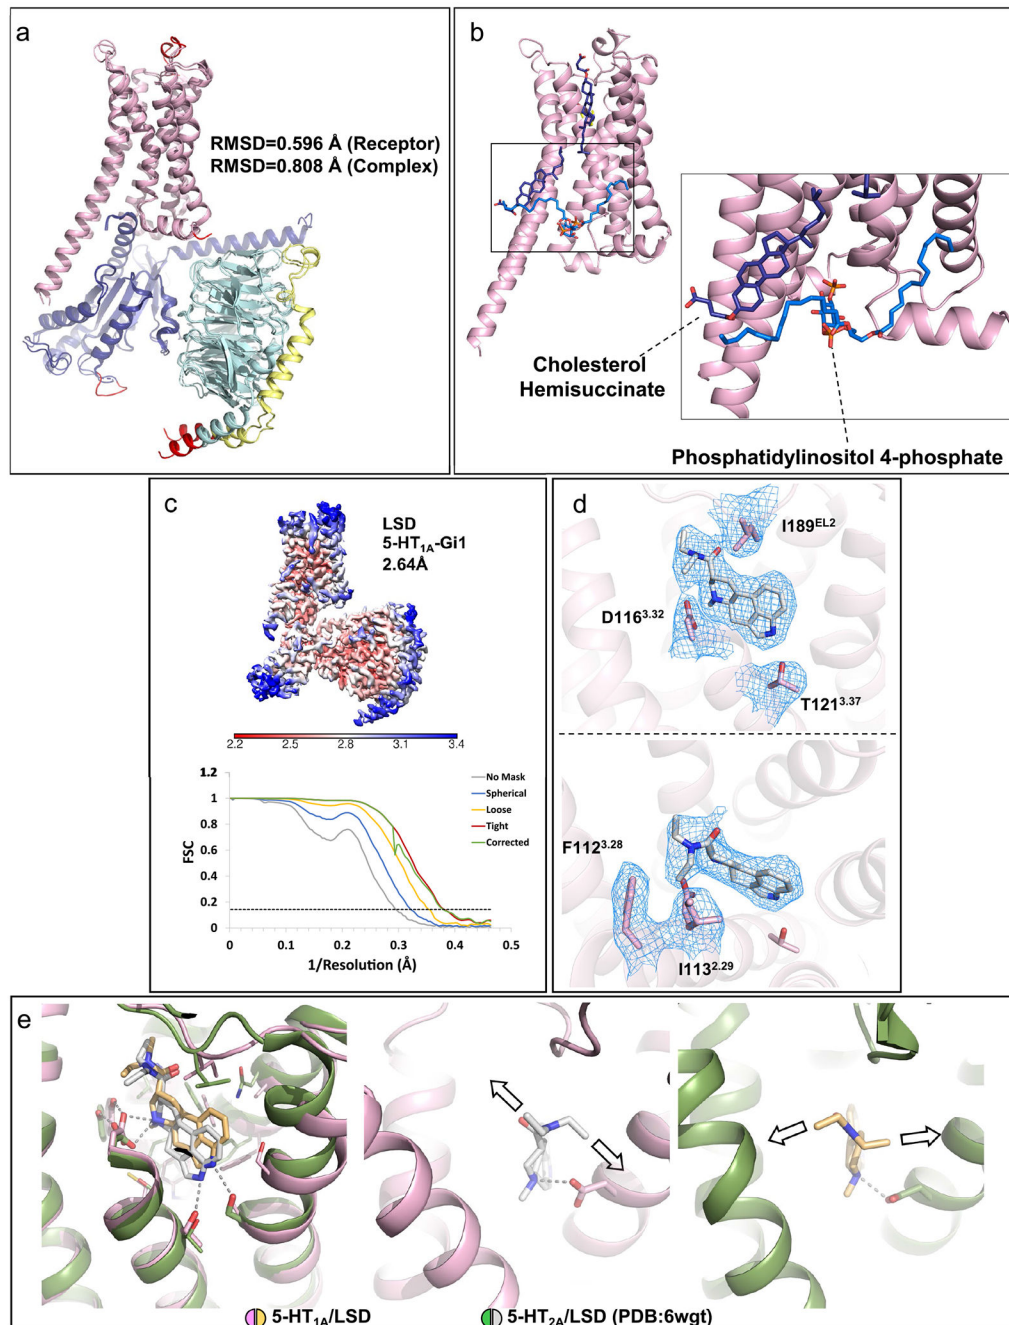 a
RMSD=0.596 Å (Receptor)
RMSD=0.808 Å (Complex)
b
Cholesterol
Hemisuccinate
Phosphatidylinositol 4-phosphate
c
LSD
5-HT1A-Gi1
2.64Å
2.2 2.5 2.8 3.1 3.4
1.2
1
0.8
0.6
0.4
0.2
0
FSC
No Mask
Spherical
Loose
Tight
Corrected
0 0.1 0.2 0.3 0.4 0.5
1/Resolution (Å)
d
I189EL2
D1163.32
T1213.37
F1123.28
I1132.29
e
5-HT1A/LSD
5-HT2A/LSD (PDB:6wgt)